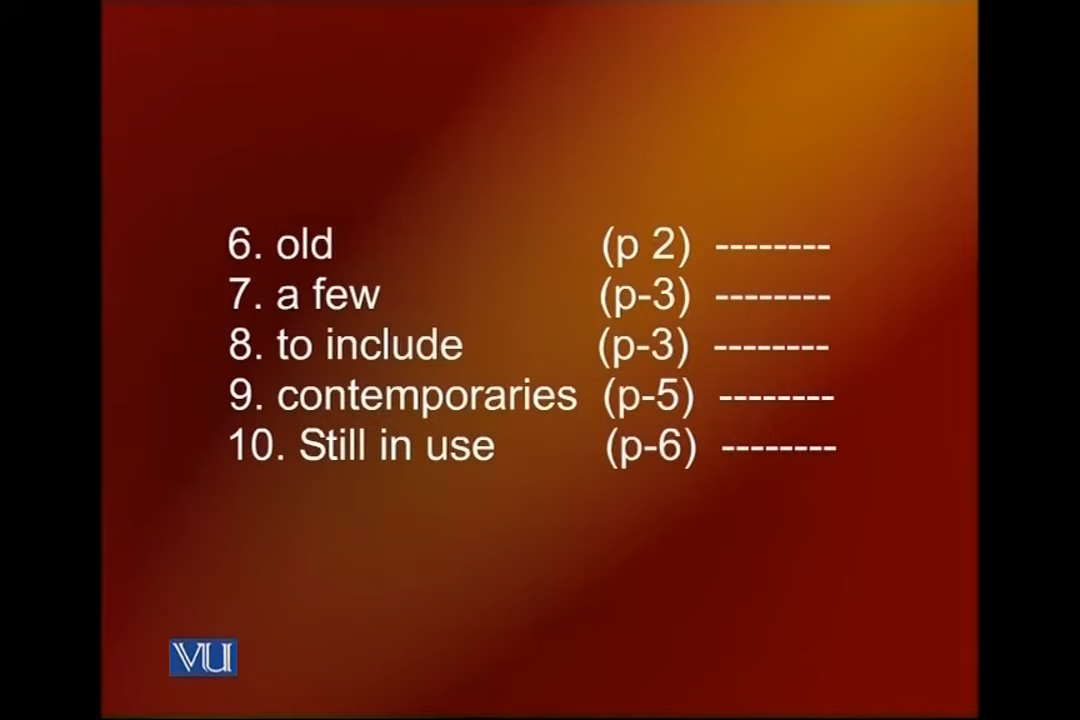 6. old (p 2) --------
7. a few (p-3) --------
8. to include (p-3) --------
9. contemporaries (p-5) --------
10. Still in use (p-6) --------
VU